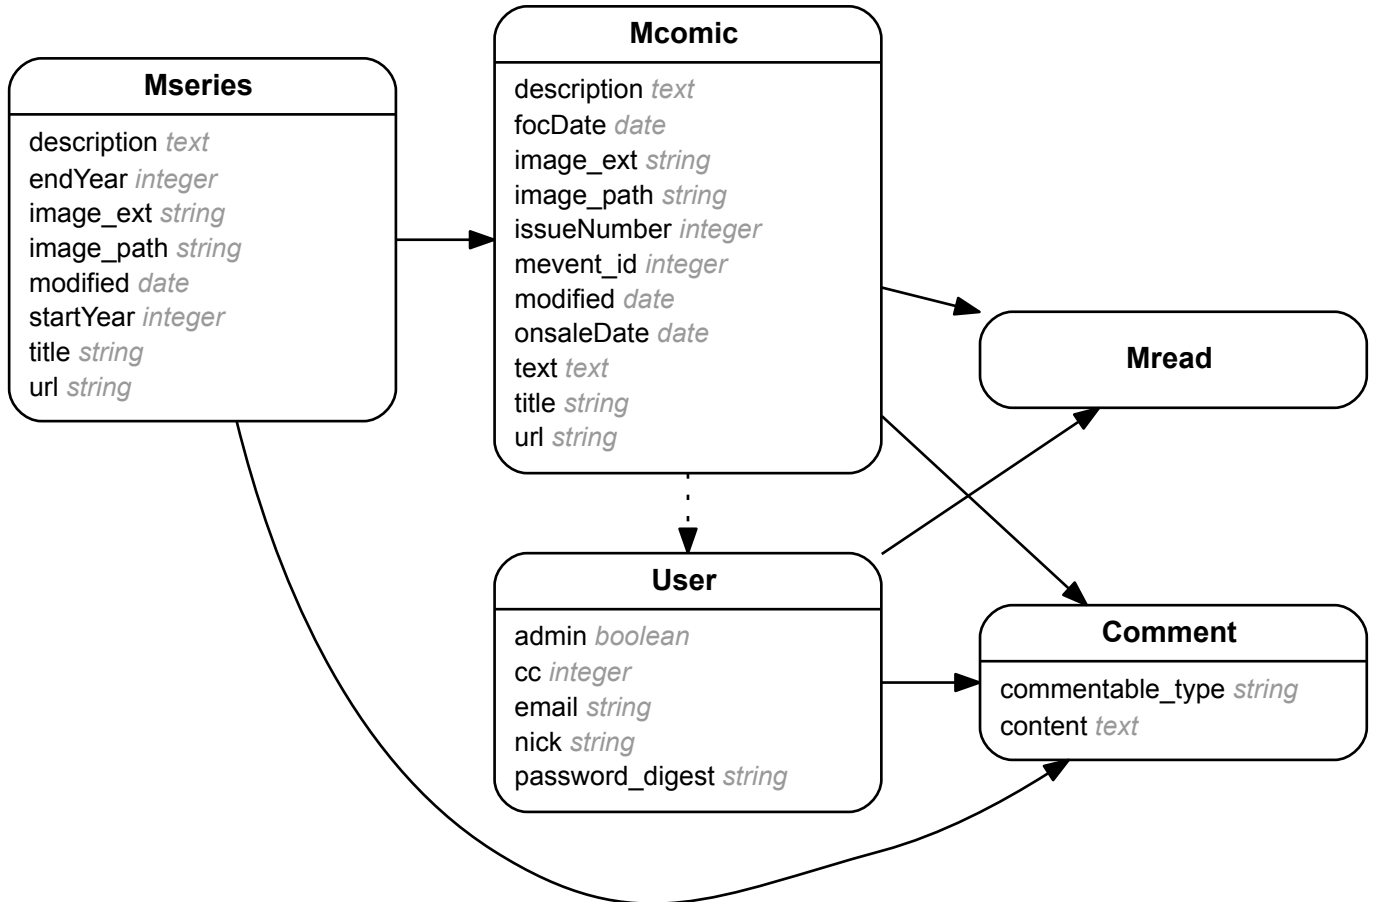 Mseries
description text
endYear integer
image_ext string
image_path string
modified date
startYear integer
title string
url string
Mcomic
description text
focDate date
image_ext string
image_path string
issueNumber integer
mevent_id integer
modified date
onsaleDate date
text text
title string
url string
Mread
User
admin boolean
cc integer
email string
nick string
password_digest string
Comment
commentable_type string
content text